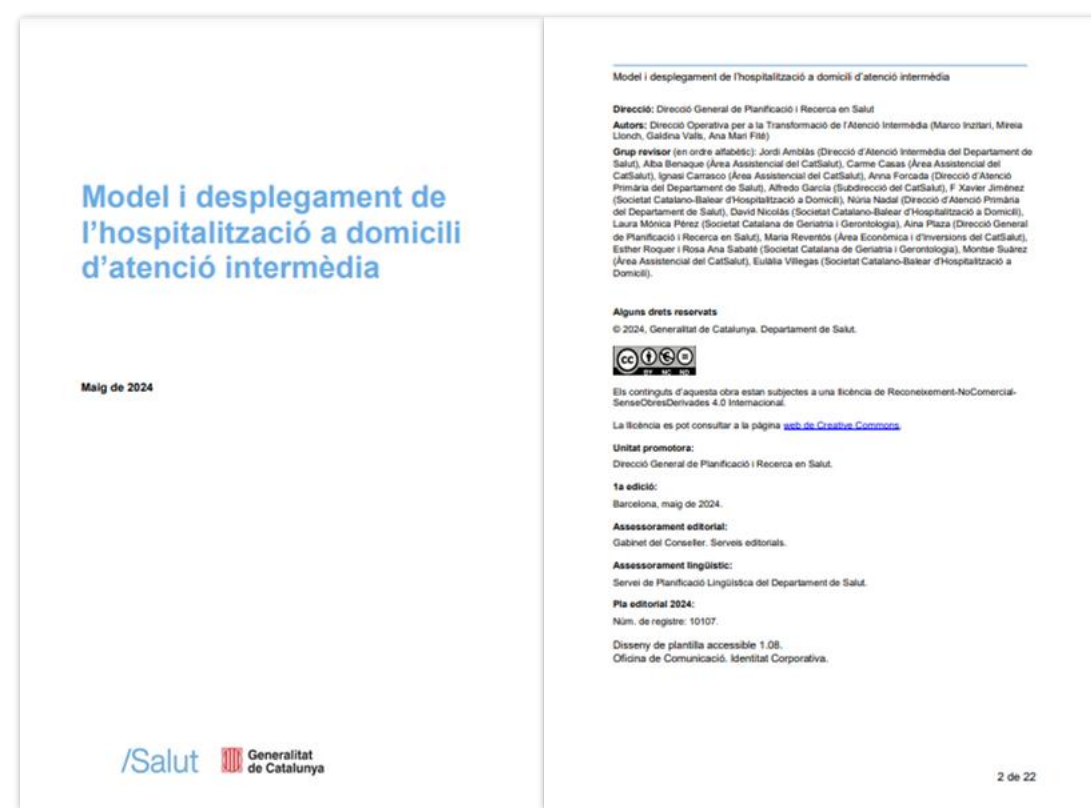 Model i desplegament de
l'hospitalització a domicili
d'atenció intermèdia
Maig de 2024
/Salut
Generalitat
de Catalunya
Model i desplegament de l'hospitalització a domicili d'atenció intermèdia
Direcció: Direcció General de Planificació i Recerca en Salut
Autors: Direcció Operativa per a la Transformació de l'Atenció Intermèdia (Marco Inzitari, Mireia
Llonch, Galdina Valls, Ana Mari Fité)
Grup revisor (en ordre alfabètic): Jordi Amblàs (Direcció d'Atenció Intermèdia del Departament de
Salut), Alba Benaque (Àrea Assistencial del CatSalut), Carme Casas (Àrea Assistencial del
CatSalut), Ignasi Carrasco (Àrea Assistencial del CatSalut), Anna Forcada (Direcció d'Atenció
Primària del Departament de Salut), Alfredo García (Subdirecció del CatSalut), F Xavier Jiménez
(Societat Catalano-Balear d'Hospitalització a Domicili), Núria Nadal (Direcció d'Atenció Primària
del Departament de Salut), David Nicolás (Societat Catalano-Balear d'Hospitalització a Domicili),
Laura Mónica Pérez (Societat Catalana de Geriatria i Gerontologia), Aina Plaza (Direcció General
de Planificació i Recerca en Salut), Maria Reventós (Àrea Econòmica i d'Inversions del CatSalut),
Esther Roquer i Rosa Ana Sabaté (Societat Catalana de Geriatria i Gerontologia), Montse Suárez
(Àrea Assistencial del CatSalut), Eulàlia Villegas (Societat Catalano-Balear d'Hospitalització a
Domicili).
Alguns drets reservats
© 2024, Generalitat de Catalunya. Departament de Salut.
cc BY NC ND
Els continguts d'aquesta obra estan subjectes a una llicència de Reconeixement-NoComercial-
SenseObresDerivades 4.0 Internacional.
La llicència es pot consultar a la pàgina web de Creative Commons.
Unitat promotora:
Direcció General de Planificació i Recerca en Salut.
1a edició:
Barcelona, maig de 2024.
Assessorament editorial:
Gabinet del Conseller. Serveis editorials.
Assessorament lingüístic:
Servei de Planificació Lingüística del Departament de Salut.
Pla editorial 2024:
Núm. de registre: 10107.
Disseny de plantilla accessible 1.08.
Oficina de Comunicació. Identitat Corporativa.
2 de 22